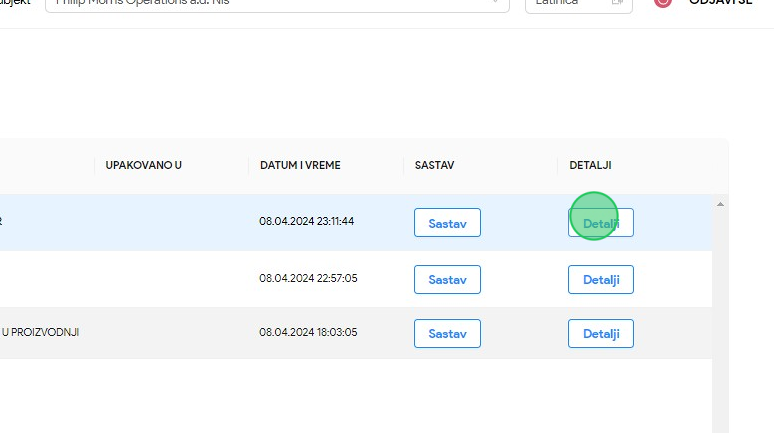 Philip Morris Operations a.d. Niš
Latinica
ODJAVI SE
UPAKOVANO U
DATUM I VREME
SASTAV
DETALJI
08.04.2024 23:11:44
Sastav
Detalji
08.04.2024 22:57:05
Sastav
Detalji
U PROIZVODNJI
08.04.2024 18:03:05
Sastav
Detalji